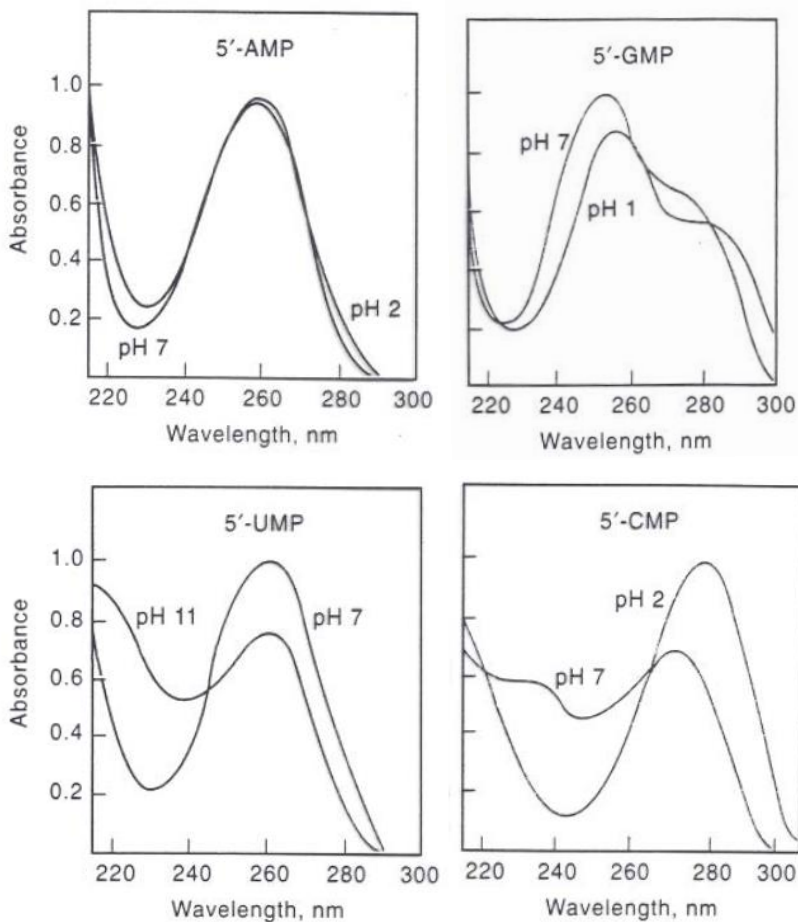 5′-AMP
1.0
0.8
0.6
0.4
0.2
Absorbance
pH 7
pH 2
220 240 260 280 300
Wavelength, nm
5′-GMP
pH 7
pH 1
220 240 260 280 300
Wavelength, nm
5′-UMP
1.0
0.8
0.6
0.4
0.2
Absorbance
pH 11
pH 7
220 240 260 280 300
Wavelength, nm
5′-CMP
pH 2
pH 7
220 240 260 280 300
Wavelength, nm